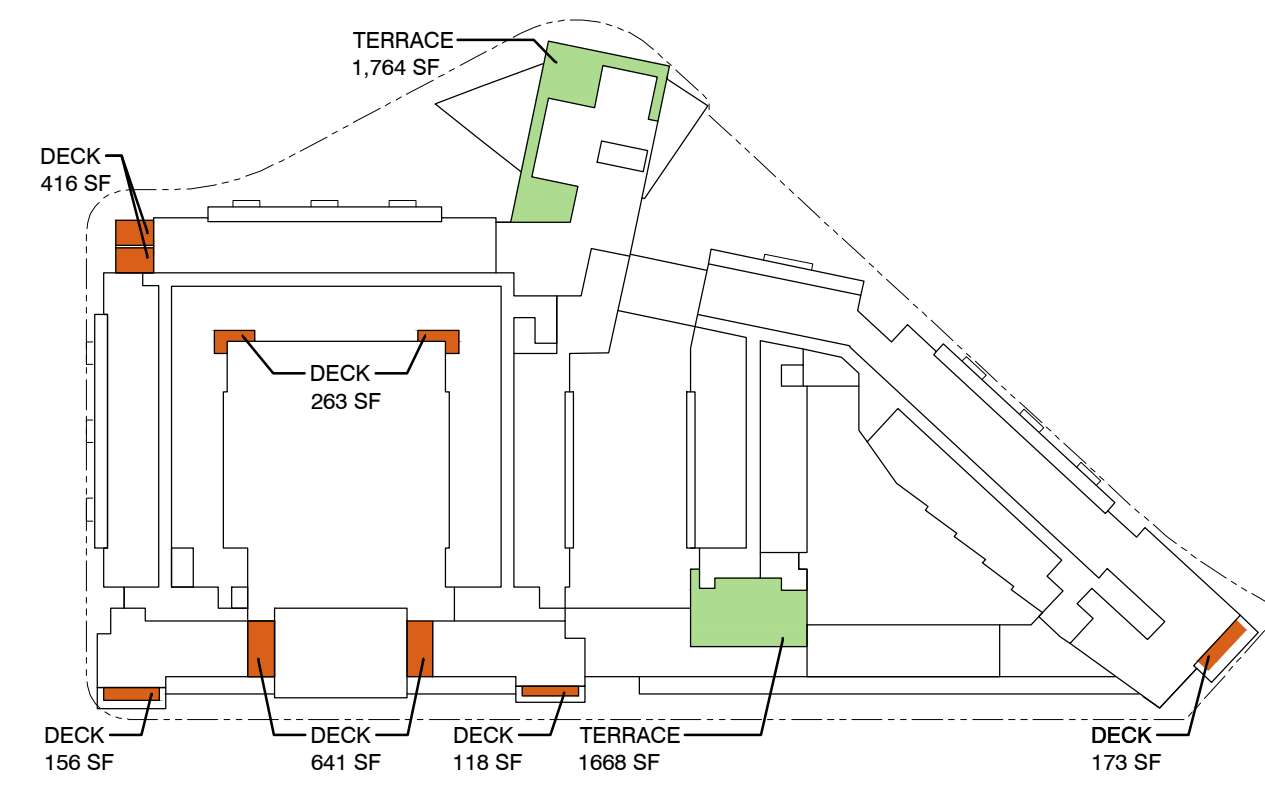 TERRACE
1,764 SF
DECK
416 SF
DECK
263 SF
DECK
156 SF
DECK
641 SF
DECK
118 SF
TERRACE
1668 SF
DECK
173 SF